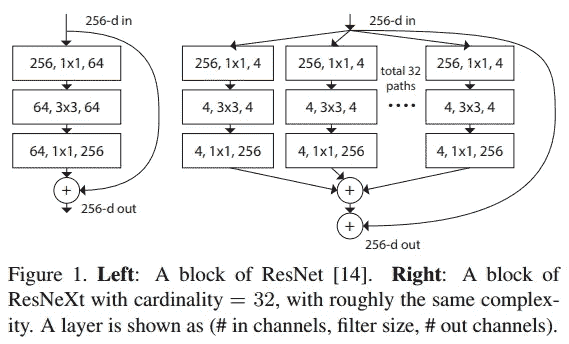 256-d in
256, 1x1, 64
64, 3x3, 64
64, 1x1, 256
+
256-d out
256-d in
256, 1x1, 4
256, 1x1, 4
total 32
paths
....
256, 1x1, 4
4, 3x3, 4
4, 3x3, 4
4, 3x3, 4
4, 1x1, 256
4, 1x1, 256
4, 1x1, 256
+
+
256-d out
Figure 1. Left: A block of ResNet [14]. Right: A block of
ResNeXt with cardinality = 32, with roughly the same complex-
ity. A layer is shown as (# in channels, filter size, # out channels).